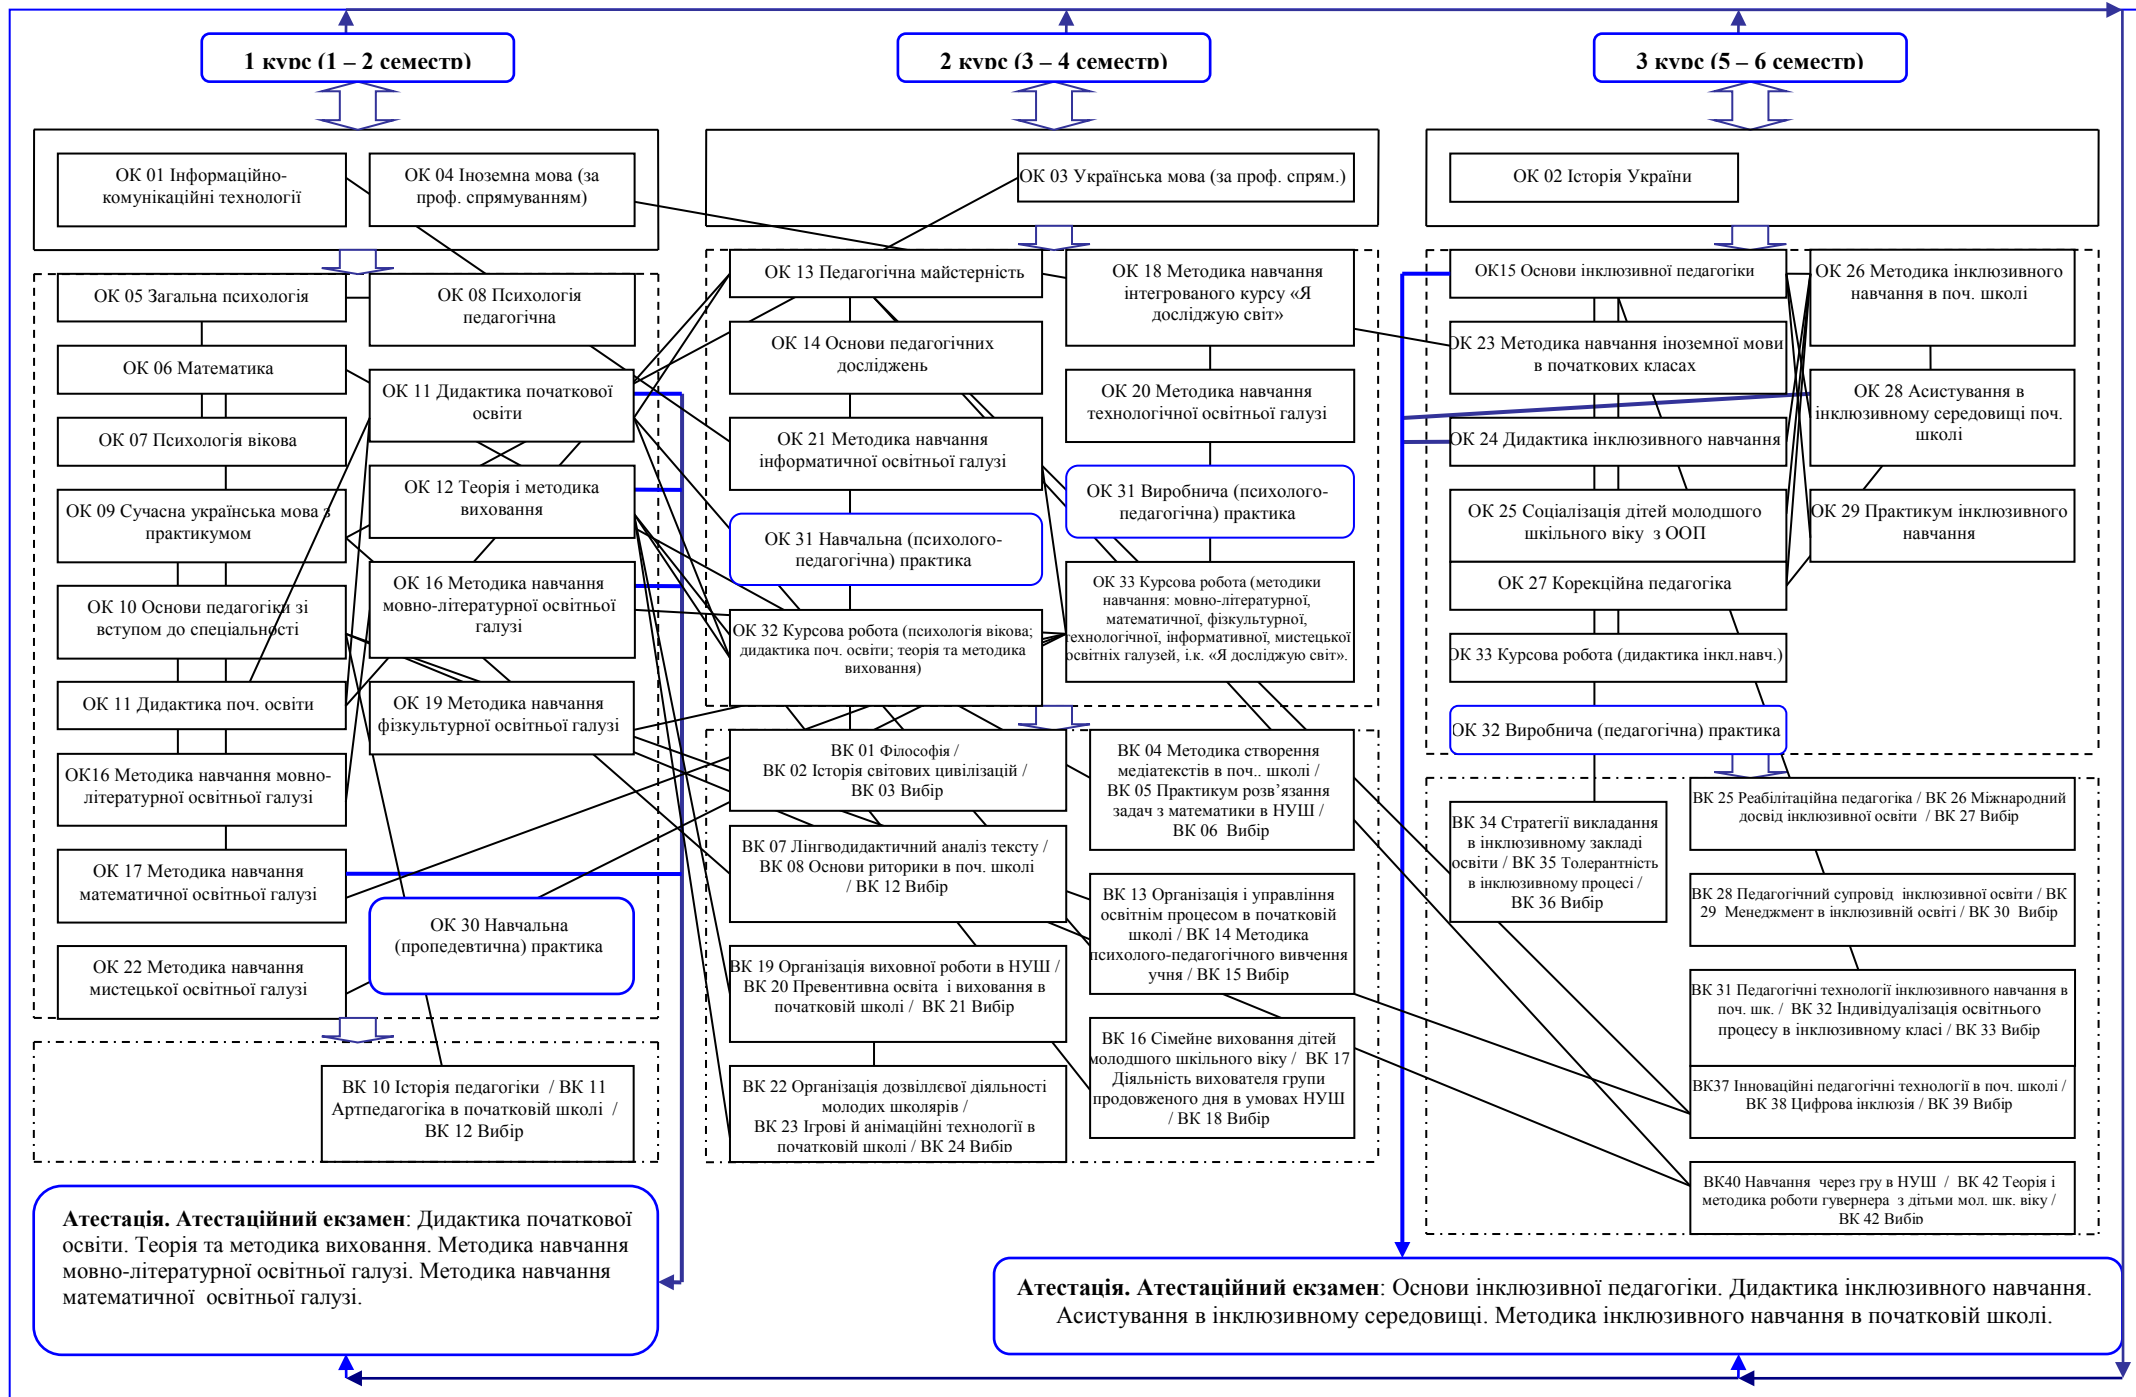 1 курс (1 – 2 семестр)
2 курс (3 – 4 семестр)
3 курс (5 – 6 семестр)
ОК 01 Інформаційно-
комунікаційні технології
ОК 04 Іноземна мова (за
проф. спрямуванням)
ОК 05 Загальна психологія
ОК 08 Психологія
педагогічна
ОК 06 Математика
ОК 11 Дидактика початкової
освіти
ОК 07 Психологія вікова
ОК 12 Теорія і методика
виховання
ОК 09 Сучасна українська мова з
практикумом
ОК 16 Методика навчання
мовно-літературної освітньої
галузі
ОК 10 Основи педагогіки зі
вступом до спеціальності
ОК 11 Дидактика поч. освіти
ОК 19 Методика навчання
фізкультурної освітньої галузі
ОК16 Методика навчання мовно-
літературної освітньої галузі
ОК 17 Методика навчання
математичної освітньої галузі
ОК 30 Навчальна
(пропедевтична) практика
ОК 22 Методика навчання
мистецької освітньої галузі
ВК 10 Історія педагогіки / ВК 11
Артпедагогіка в початковій школі /
ВК 12 Вибір
ОК 03 Українська мова (за проф. спрям.)
ОК 13 Педагогічна майстерність
ОК 18 Методика навчання
інтегрованого курсу «Я
досліджую світ»
ОК 14 Основи педагогічних
досліджень
ОК 20 Методика навчання
технологічної освітньої галузі
ОК 21 Методика навчання
інформатичної освітньої галузі
ОК 31 Виробнича (психолого-
педагогічна) практика
ОК 31 Навчальна (психолого-
педагогічна) практика
ОК 33 Курсова робота (методики
навчання: мовно-літературної,
математичної, фізкультурної,
технологічної, інформативної, мистецької
освітніх галузей, і.к. «Я досліджую світ».
ОК 32 Курсова робота (психологія вікова;
дидактика поч. освіти; теорія та методика
виховання)
ВК 01 Філософія /
ВК 02 Історія світових цивілізацій /
ВК 03 Вибір
ВК 04 Методика створення
медіатекстів в поч.. школі /
ВК 05 Практикум розв’язання
задач з математики в НУШ /
ВК 06 Вибір
ВК 07 Лінгводидактичний аналіз тексту /
ВК 08 Основи риторики в поч. школі
/ ВК 12 Вибір
ВК 13 Організація і управління
освітнім процесом в початковій
школі / ВК 14 Методика
психолого-педагогічного вивчення
учня / ВК 15 Вибір
ВК 19 Організація виховної роботи в НУШ /
ВК 20 Превентивна освіта і виховання в
початковій школі / ВК 21 Вибір
ВК 16 Сімейне виховання дітей
молодшого шкільного віку / ВК 17
Діяльність вихователя групи
продовженого дня в умовах НУШ
/ ВК 18 Вибір
ВК 22 Організація дозвіллєвої діяльності
молодих школярів /
ВК 23 Ігрові й анімаційні технології в
початковій школі / ВК 24 Вибір
ОК 02 Історія України
ОК15 Основи інклюзивної педагогіки
ОК 26 Методика інклюзивного
навчання в поч. школі
ОК 23 Методика навчання іноземної мови
в початкових класах
ОК 28 Асистування в
інклюзивному середовищі поч.
школі
ОК 24 Дидактика інклюзивного навчання
ОК 25 Соціалізація дітей молодшого
шкільного віку з ООП
ОК 29 Практикум інклюзивного
навчання
ОК 27 Корекційна педагогіка
ОК 33 Курсова робота (дидактика інкл.навч.)
ОК 32 Виробнича (педагогічна) практика
ВК 25 Реабілітаційна педагогіка / ВК 26 Міжнародний
досвід інклюзивної освіти / ВК 27 Вибір
ВК 34 Стратегії викладання
в інклюзивному закладі
освіти / ВК 35 Толерантність
в інклюзивному процесі /
ВК 36 Вибір
ВК 28 Педагогічний супровід інклюзивної освіти / ВК
29 Менеджмент в інклюзивній освіті / ВК 30 Вибір
ВК 31 Педагогічні технології інклюзивного навчання в
поч. шк. / ВК 32 Індивідуалізація освітнього
процесу в інклюзивному класі / ВК 33 Вибір
ВК37 Інноваційні педагогічні технології в поч. школі /
ВК 38 Цифрова інклюзія / ВК 39 Вибір
ВК40 Навчання через гру в НУШ / ВК 42 Теорія і
методика роботи гувернера з дітьми мол. шк. віку /
ВК 42 Вибір
Атестація. Атестаційний екзамен: Дидактика початкової
освіти. Теорія та методика виховання. Методика навчання
мовно-літературної освітньої галузі. Методика навчання
математичної освітньої галузі.
Атестація. Атестаційний екзамен: Основи інклюзивної педагогіки. Дидактика інклюзивного навчання.
Асистування в інклюзивному середовищі. Методика інклюзивного навчання в початковій школі.